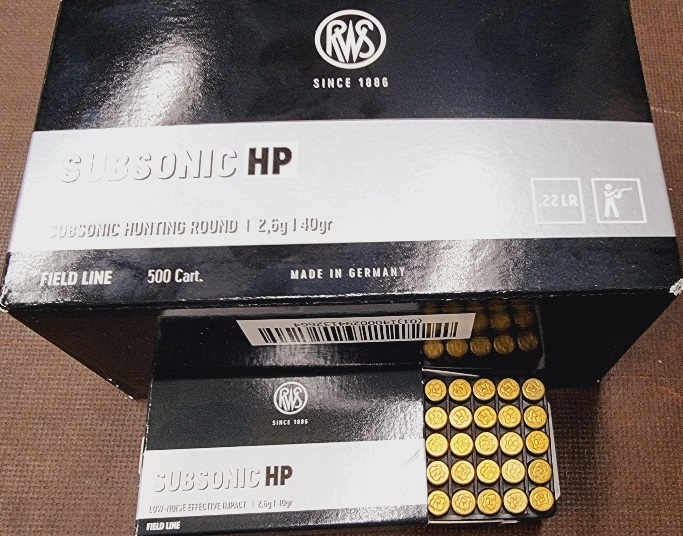 RWS
SINCE 1886
SUBSONIC HP
SUBSONIC HUNTING ROUND | 2,6g | 40gr
.22 LR
FIELD LINE 500 Cart. MADE IN GERMANY
RWS
SINCE 1886
SUBSONIC HP
LOW-NOISE EFFECTIVE IMPACT | 2,6g | 40gr
FIELD LINE